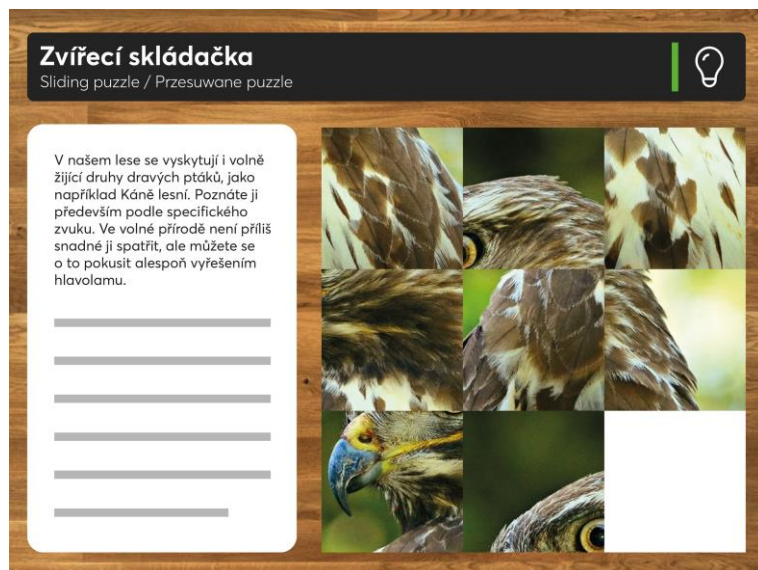 Zvířecí skládačka
Sliding puzzle / Przesuwane puzzle
V našem lese se vyskytují i volně
žijící druhy dravých ptáků, jako
například Káně lesní. Poznáte ji
především podle specifického
zvuku. Ve volné přírodě není příliš
snadné ji spatřit, ale můžete se
o to pokusit alespoň vyřešením
hlavolamu.